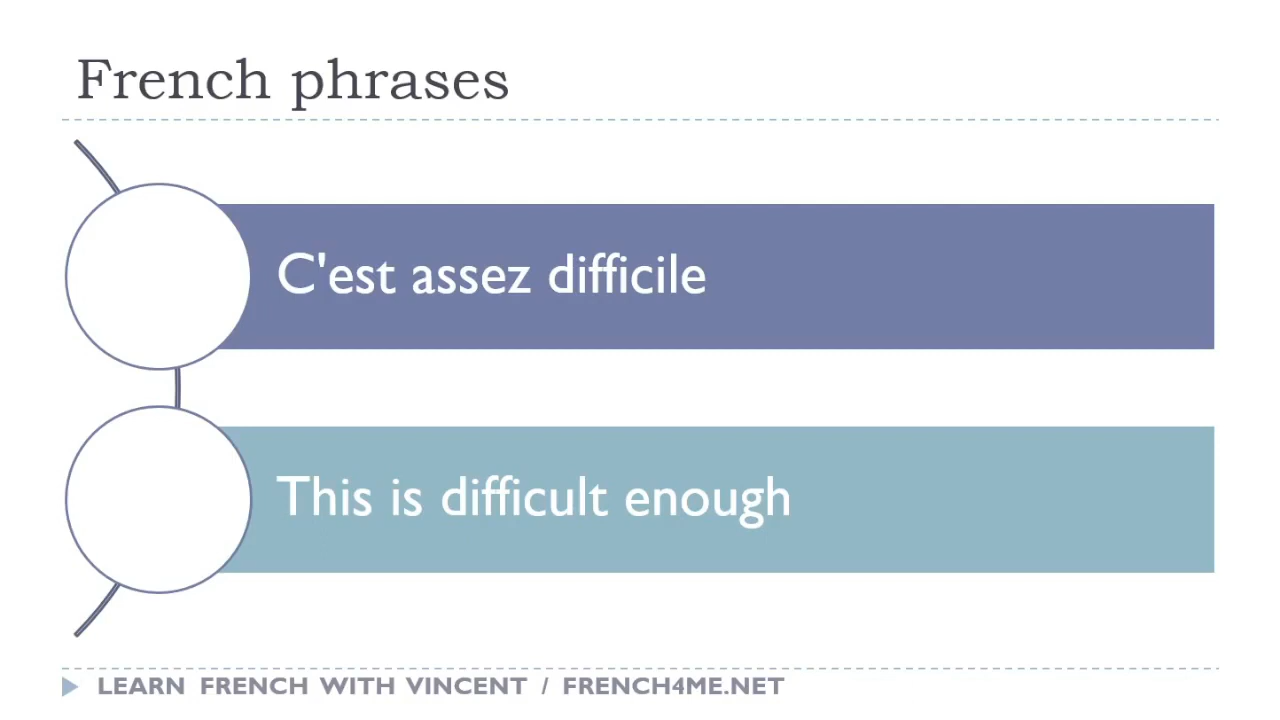 French phrases
C'est assez difficile
This is difficult enough
LEARN FRENCH WITH VINCENT / FRENCH4ME.NET